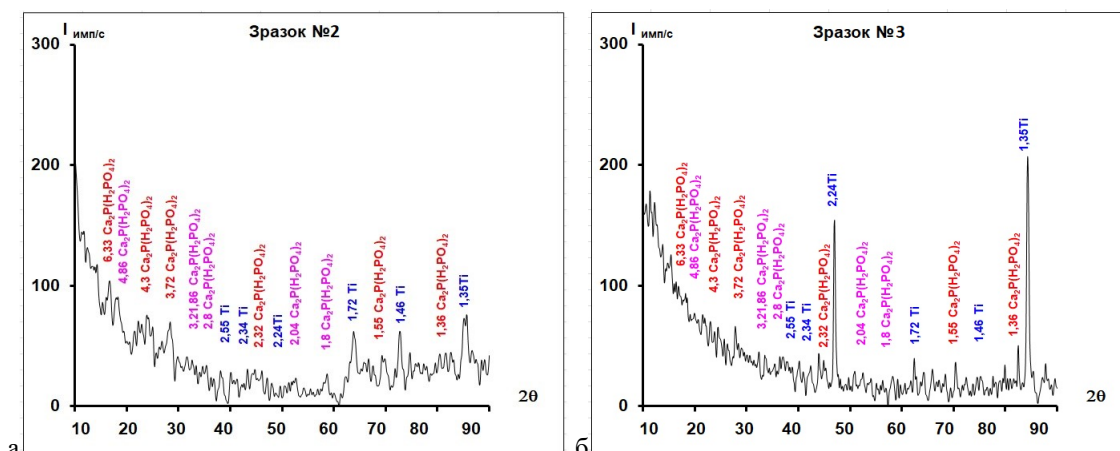 I имп/с
Зразок №2
300
200
100
0
6,33 Ca₂P(H₂PO₄)₂
4,86 Ca₂P(H₂PO₄)₂
4,3 Ca₂P(H₂PO₄)₂
3,72 Ca₂P(H₂PO₄)₂
3,21,86 Ca₂P(H₂PO₄)₂
2,8 Ca₂P(H₂PO₄)₂
2,55 Ti
2,34 Ti
2,32 Ca₂P(H₂PO₄)₂
2,24Ti
2,04 Ca₂P(H₂PO₄)₂
1,8 Ca₂P(H₂PO₄)₂
1,72 Ti
1,55 Ca₂P(H₂PO₄)₂
1,46 Ti
1,36 Ca₂P(H₂PO₄)₂
1,35Ti
2θ
10 20 30 40 50 60 70 80 90
а
I имп/с
Зразок №3
300
200
100
0
6,33 Ca₂P(H₂PO₄)₂
4,86 Ca₂P(H₂PO₄)₂
4,3 Ca₂P(H₂PO₄)₂
3,72 Ca₂P(H₂PO₄)₂
3,21,86 Ca₂P(H₂PO₄)₂
2,8 Ca₂P(H₂PO₄)₂
2,55 Ti
2,34 Ti
2,32 Ca₂P(H₂PO₄)₂
2,24Ti
2,04 Ca₂P(H₂PO₄)₂
1,8 Ca₂P(H₂PO₄)₂
1,72 Ti
1,55 Ca₂P(H₂PO₄)₂
1,46 Ti
1,36 Ca₂P(H₂PO₄)₂
1,35Ti
2θ
10 20 30 40 50 60 70 80 90
б